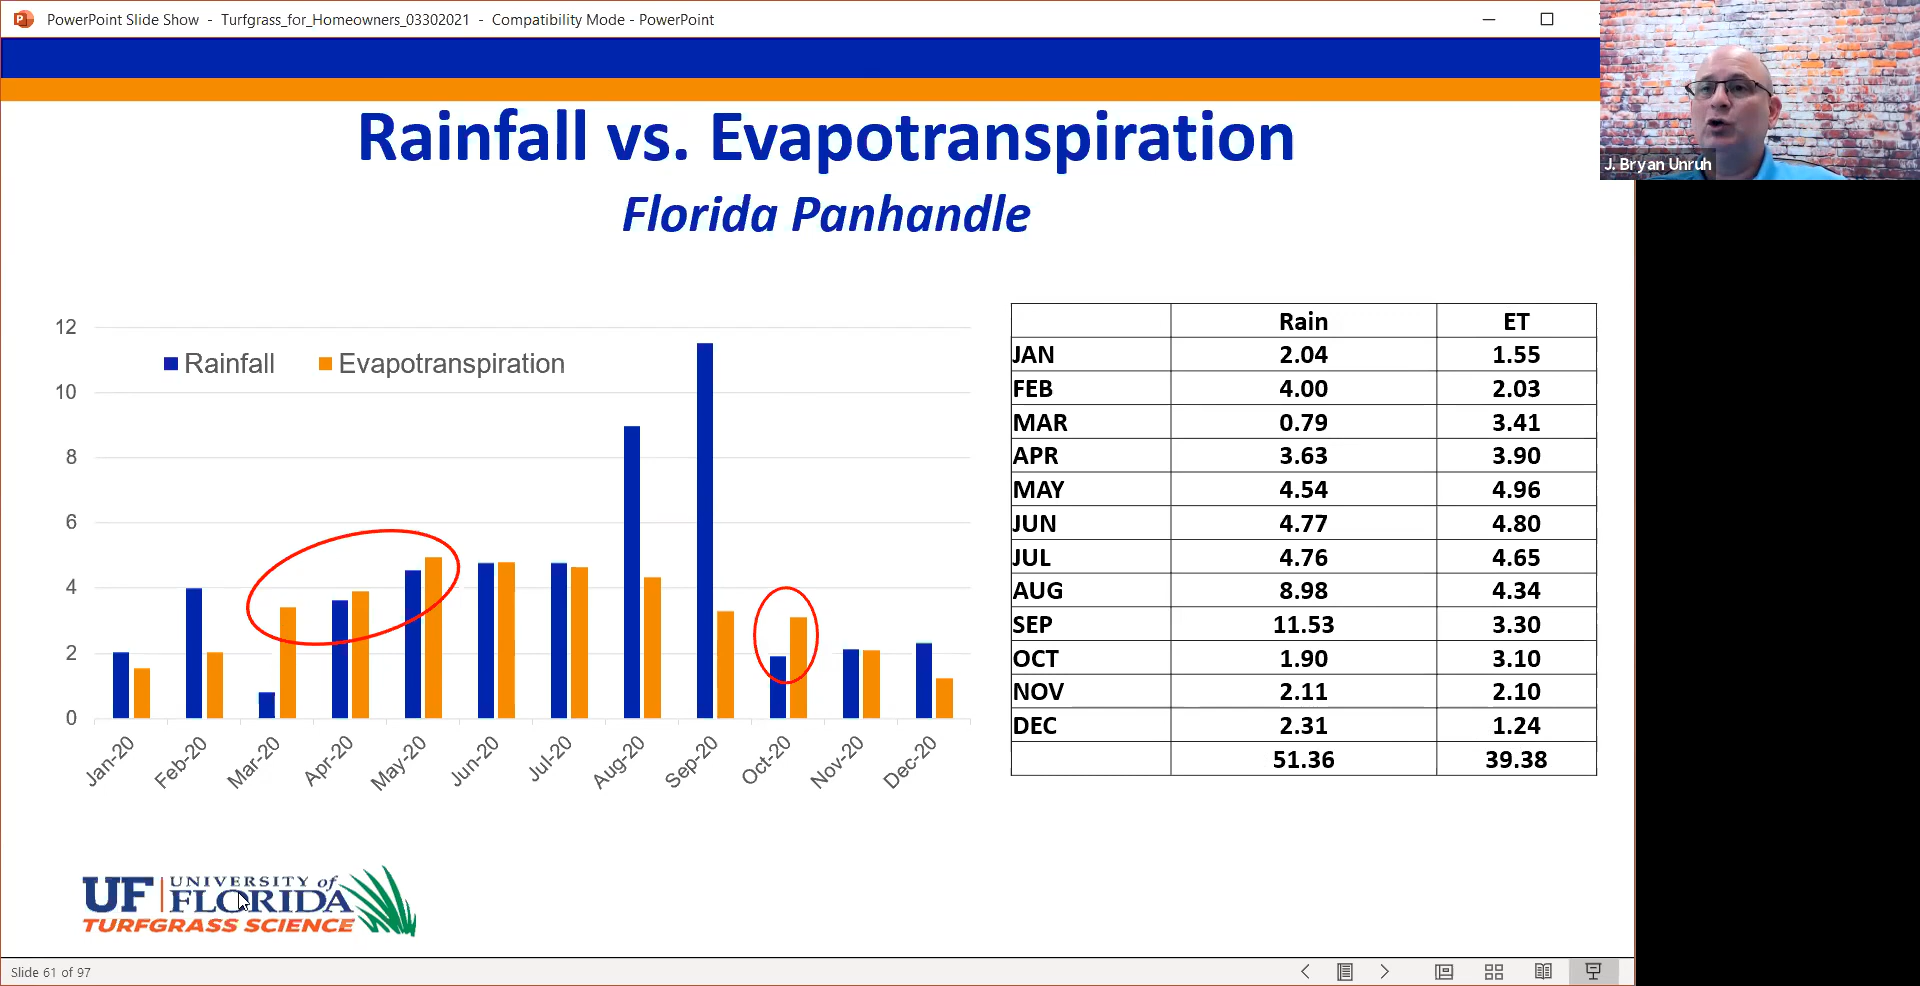 PowerPoint Slide Show - Turfgrass_for_Homeowners_03302021 - Compatibility Mode - PowerPoint
J. Bryan Unruh
Rainfall vs. Evapotranspiration
Florida Panhandle
Rainfall Evapotranspiration
12
10
8
6
4
2
0
Jan-20 Feb-20 Mar-20 Apr-20 May-20 Jun-20 Jul-20 Aug-20 Sep-20 Oct-20 Nov-20 Dec-20
Rain ET
JAN 2.04 1.55
FEB 4.00 2.03
MAR 0.79 3.41
APR 3.63 3.90
MAY 4.54 4.96
JUN 4.77 4.80
JUL 4.76 4.65
AUG 8.98 4.34
SEP 11.53 3.30
OCT 1.90 3.10
NOV 2.11 2.10
DEC 2.31 1.24
51.36 39.38
UF UNIVERSITY of
FLORIDA
TURFGRASS SCIENCE
Slide 61 of 97